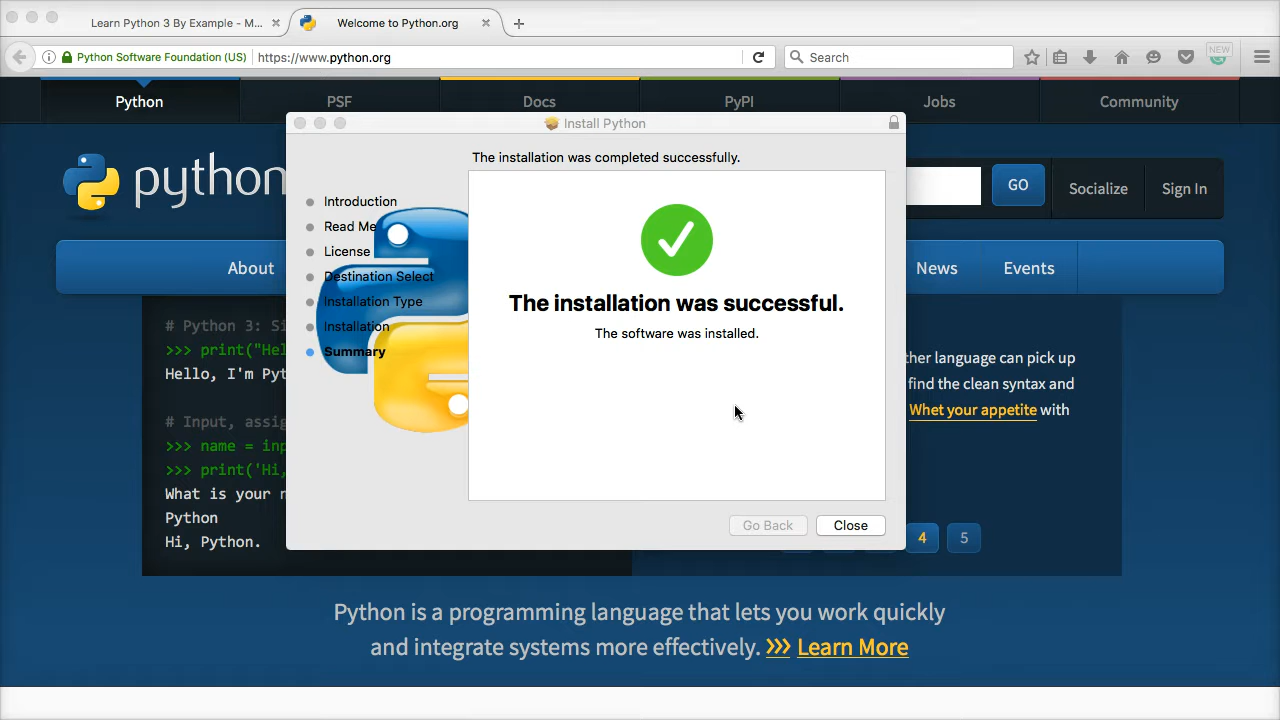 Learn Python 3 By Example - M...
Welcome to Python.org
Python Software Foundation (US)
https://www.python.org
Search
NEW
Python
PSF
Docs
PyPI
Jobs
Community
Install Python
python
GO
Socialize
Sign In
The installation was completed successfully.
Introduction
Read Me
License
Destination Select
Installation Type
Installation
Summary
The installation was successful.
The software was installed.
Go Back
Close
About
News
Events
# Python 3: Si
>>> print("Hel
Hello, I'm Pyt
# Input, assig
>>> name = inp
>>> print('Hi,
What is your n
Python
Hi, Python.
ther language can pick up
find the clean syntax and
Whet your appetite with
4
5
Python is a programming language that lets you work quickly
and integrate systems more effectively. >>> Learn More